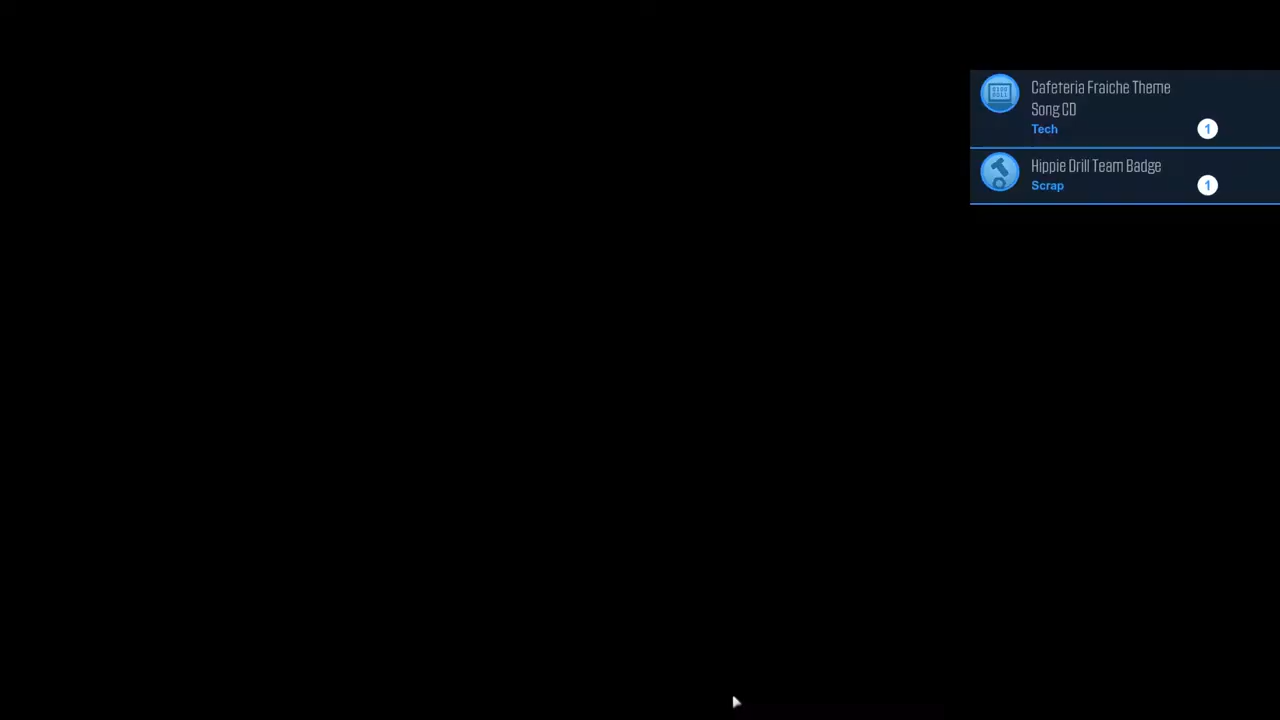 Cafeteria Fraiche Theme
Song CD
Tech
1
Hippie Drill Team Badge
Scrap
1